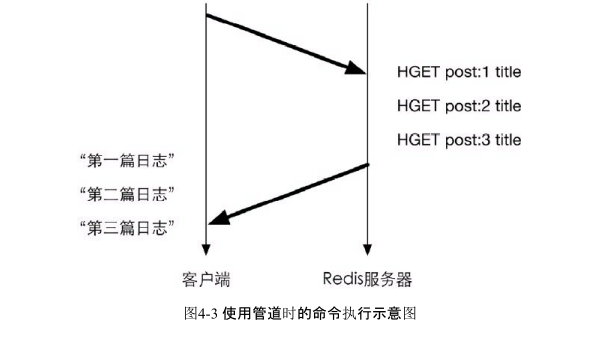 HGET post:1 title
HGET post:2 title
HGET post:3 title
“第一篇日志”
“第二篇日志”
“第三篇日志”
客户端
Redis服务器
图4-3 使用管道时的命令执行示意图